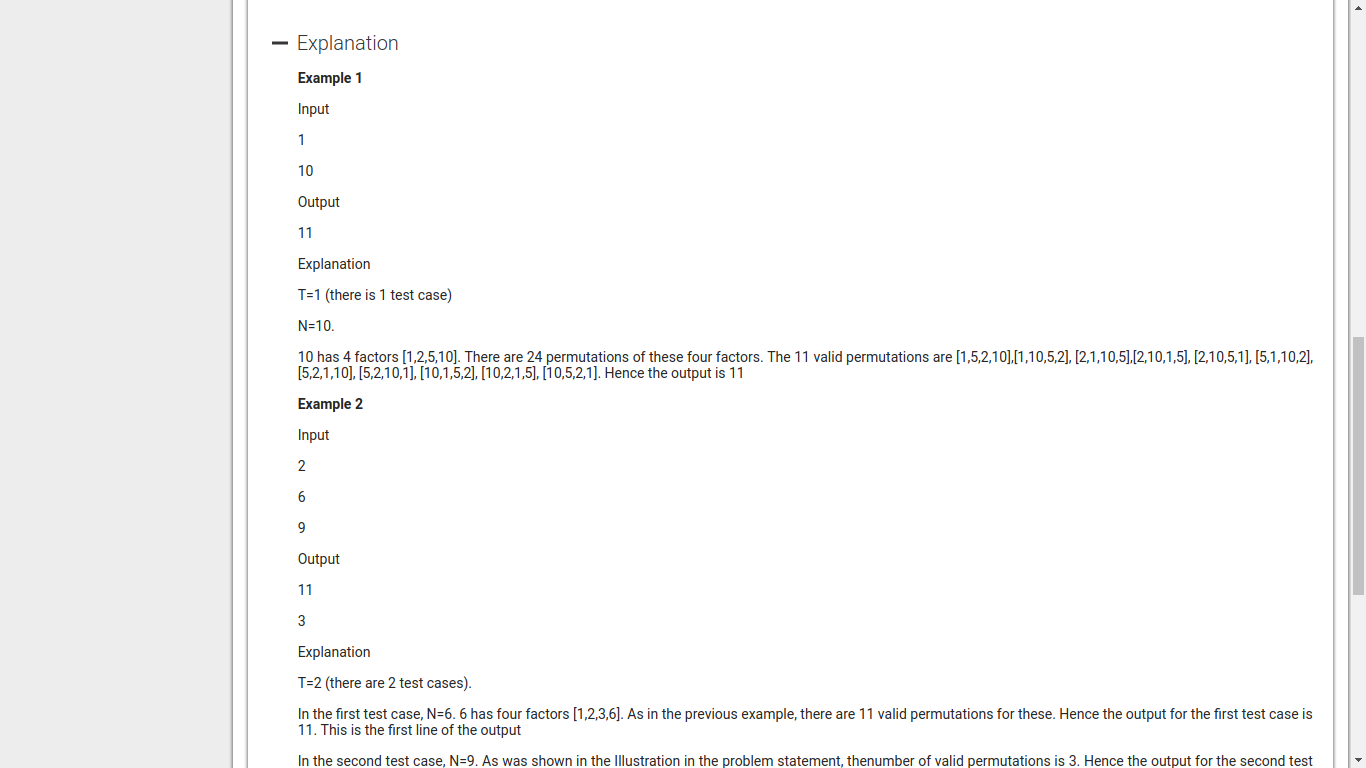 Explanation
Example 1
Input
1
10
Output
11
Explanation
T=1 (there is 1 test case)
N=10.
10 has 4 factors [1,2,5,10]. There are 24 permutations of these four factors. The 11 valid permutations are [1,5,2,10],[1,10,5,2], [2,1,10,5],[2,10,1,5], [2,10,5,1], [5,1,10,2],
[5,2,1,10], [5,2,10,1], [10,1,5,2], [10,2,1,5], [10,5,2,1]. Hence the output is 11
Example 2
Input
2
6
9
Output
11
3
Explanation
T=2 (there are 2 test cases).
In the first test case, N=6. 6 has four factors [1,2,3,6]. As in the previous example, there are 11 valid permutations for these. Hence the output for the first test case is
11. This is the first line of the output
In the second test case, N=9. As was shown in the Illustration in the problem statement, thenumber of valid permutations is 3. Hence the output for the second test